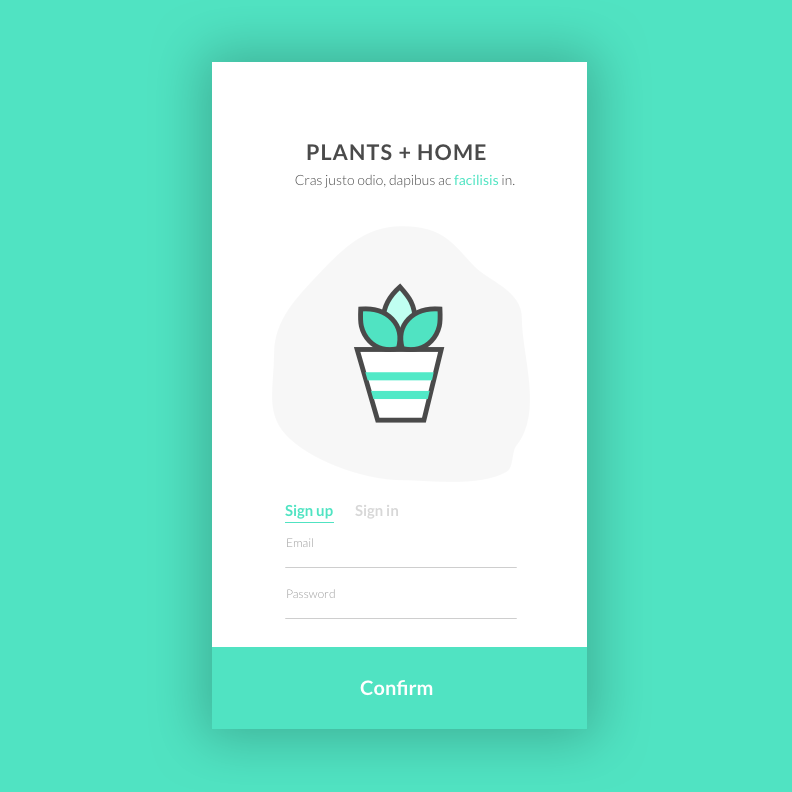 PLANTS + HOME
Cras justo odio, dapibus ac facilisis in.
Sign up Sign in
Email
Password
Confirm